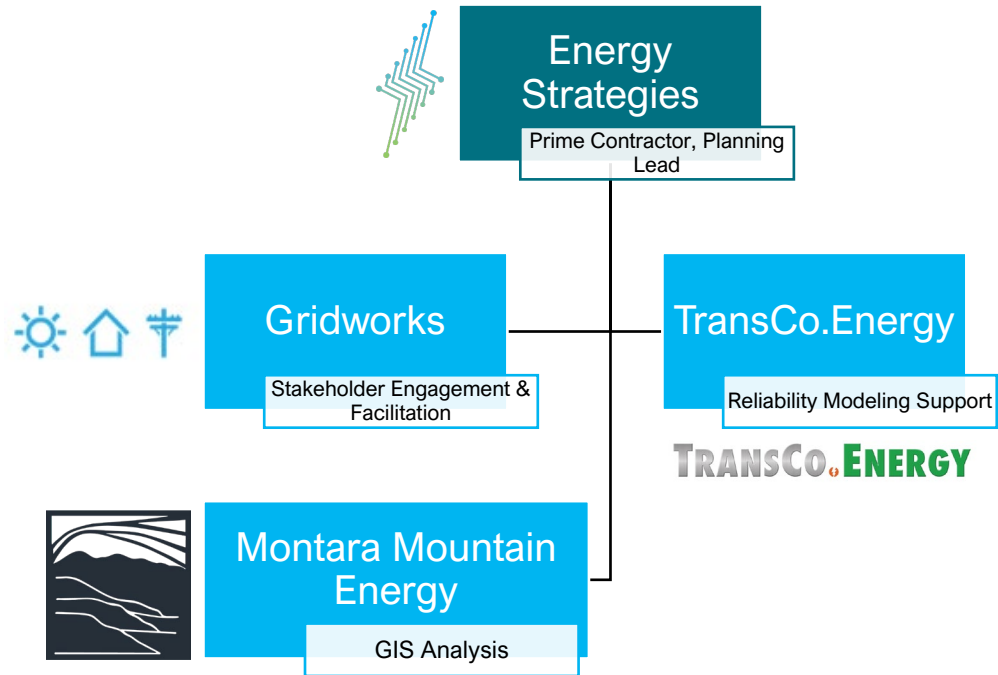 Energy
Strategies
Prime Contractor, Planning
Lead
Gridworks
Stakeholder Engagement &
Facilitation
TransCo.Energy
Reliability Modeling Support
TRANSCO.ENERGY
Montara Mountain
Energy
GIS Analysis